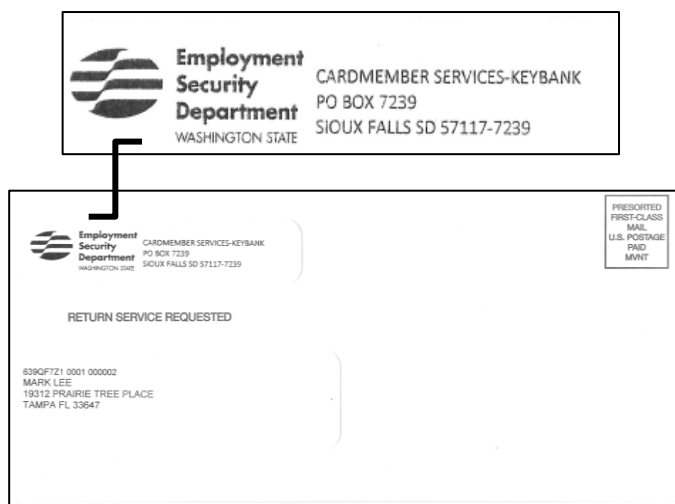 Employment
Security
Department
WASHINGTON STATE
CARDMEMBER SERVICES-KEYBANK
PO BOX 7239
SIOUX FALLS SD 57117-7239
Employment
Security
Department
WASHINGTON STATE
CARDMEMBER SERVICES-KEYBANK
PO BOX 7239
SIOUX FALLS SD 57117-7239
PRESORTED
FIRST-CLASS
MAIL
U.S. POSTAGE
PAID
MVNT
RETURN SERVICE REQUESTED
639QF7Z1 0001 000002
MARK LEE
19312 PRAIRIE TREE PLACE
TAMPA FL 33647